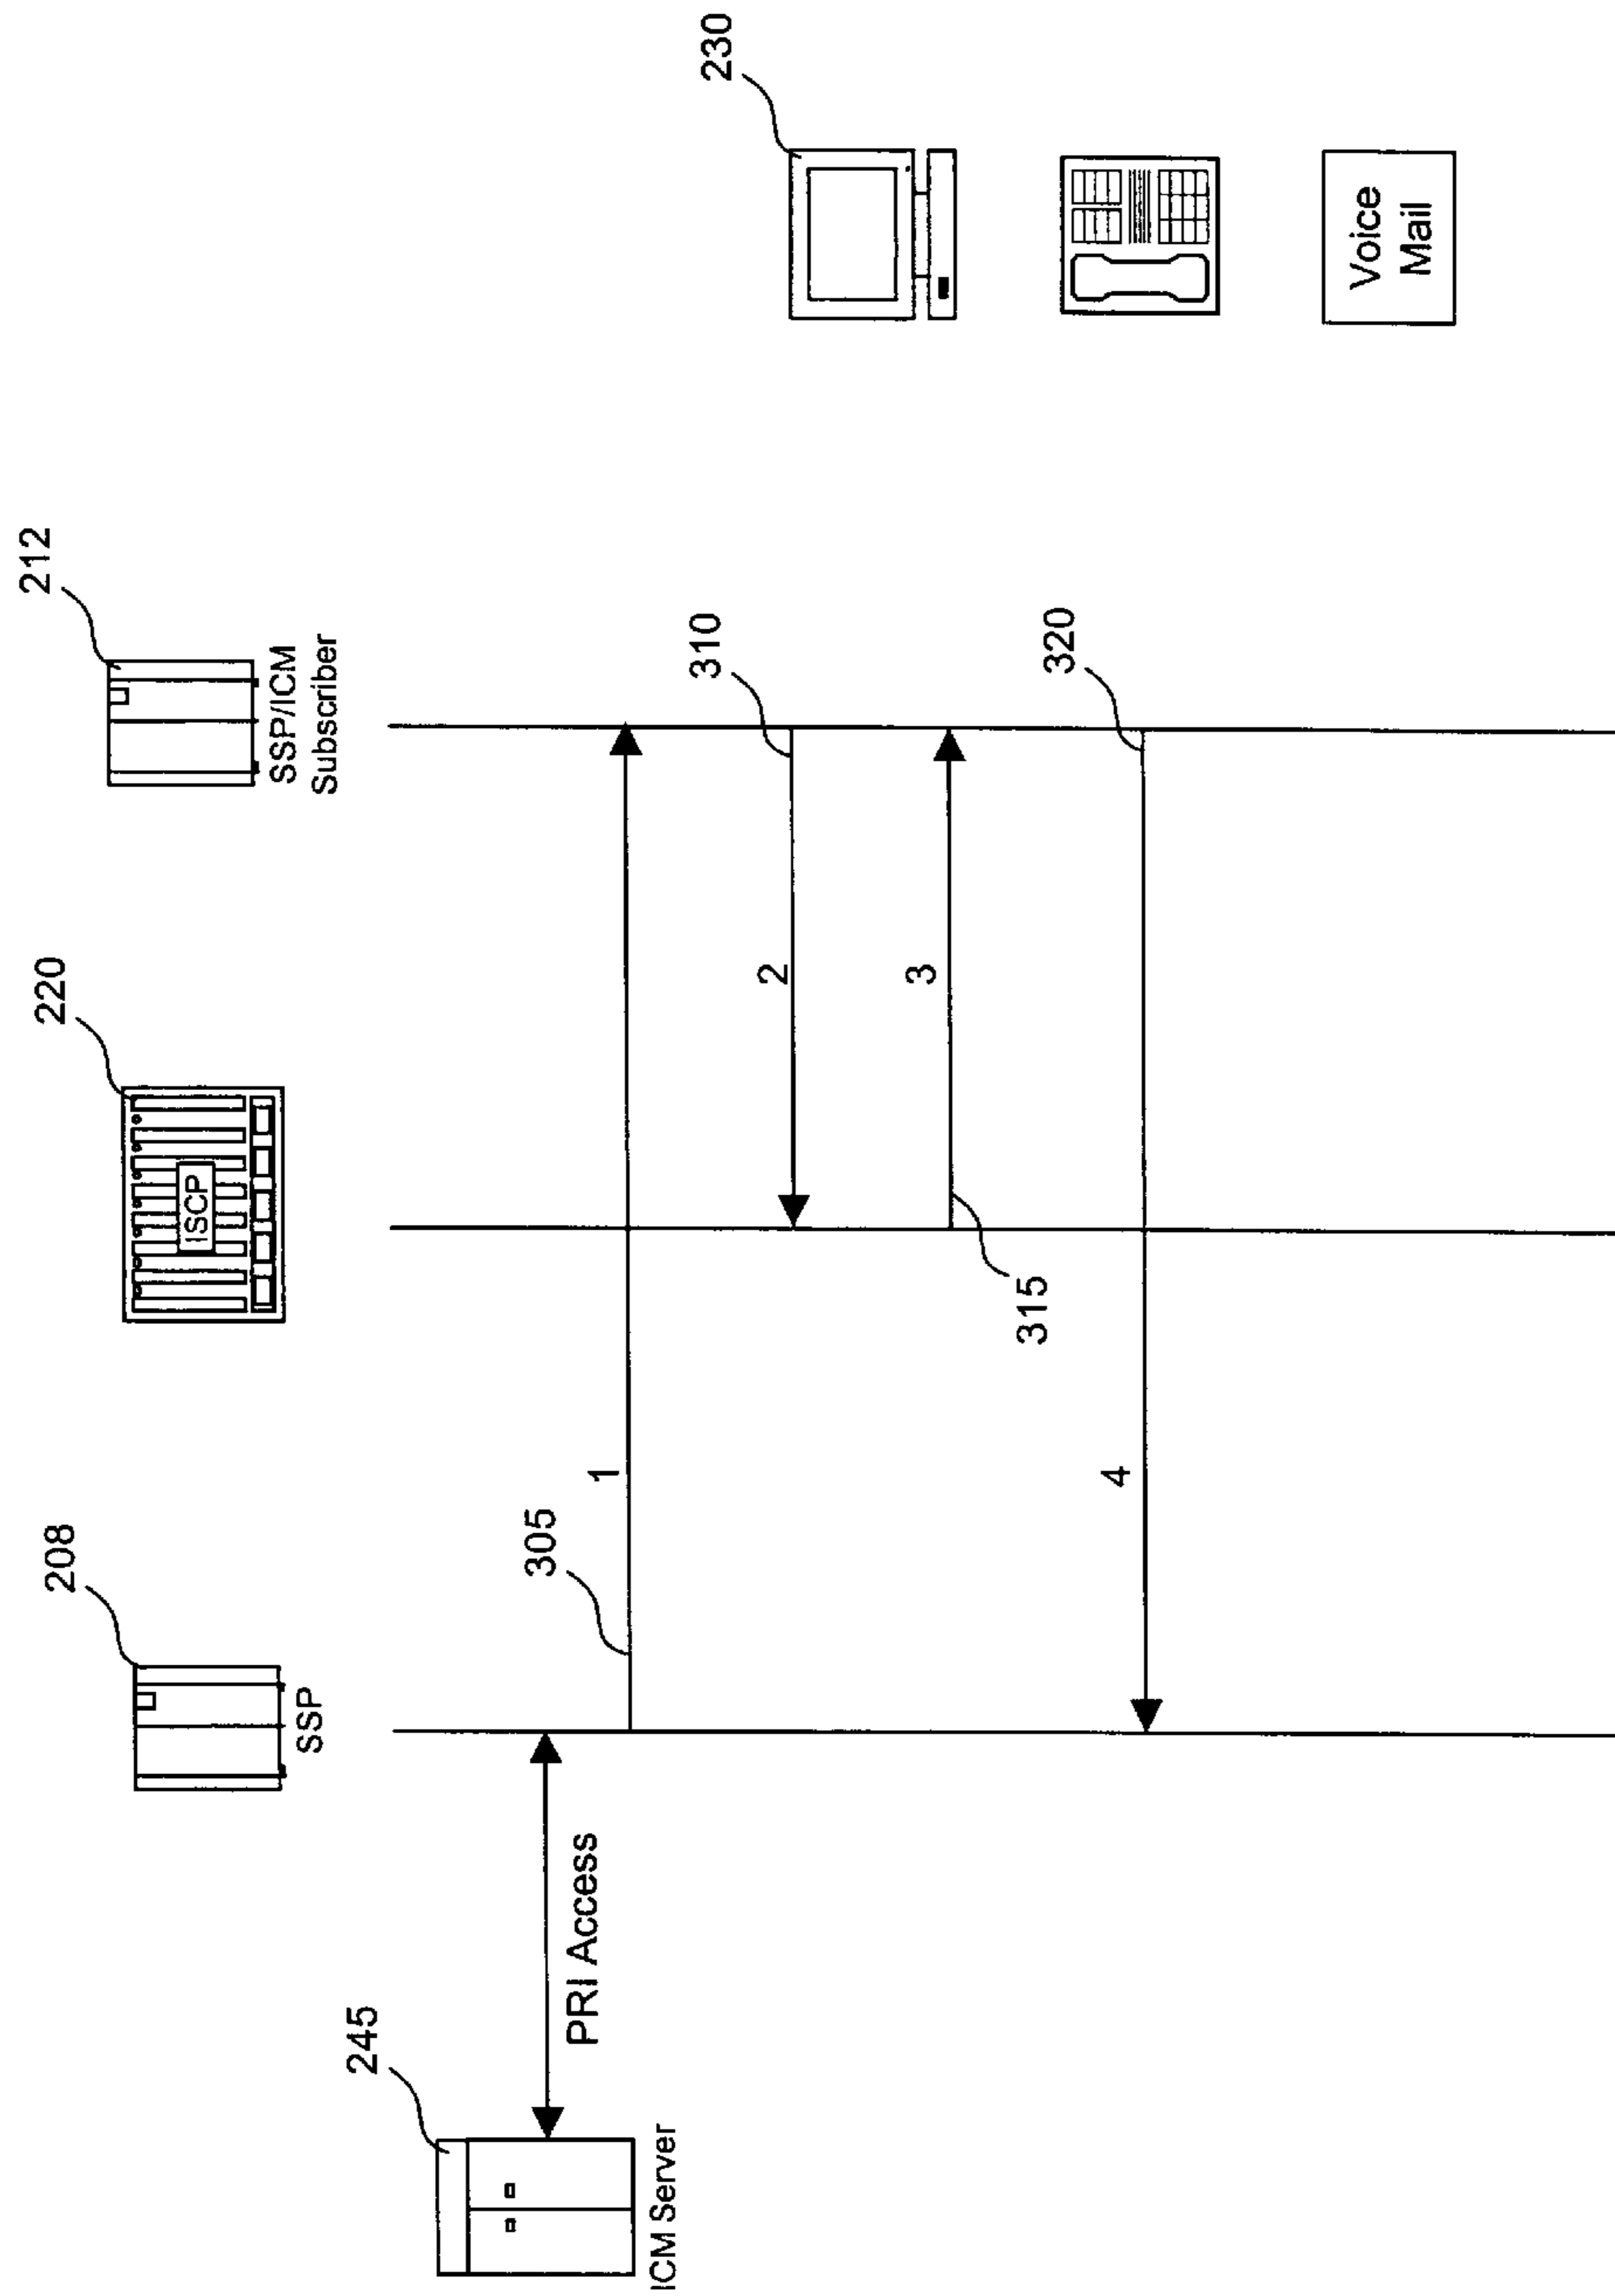 212
230
220
208
245
SSP/ICM
Subscriber
ISCP
SSP
ICM Server
PRI Access
305
1
310
2
3
315
320
4
Voice
Mail